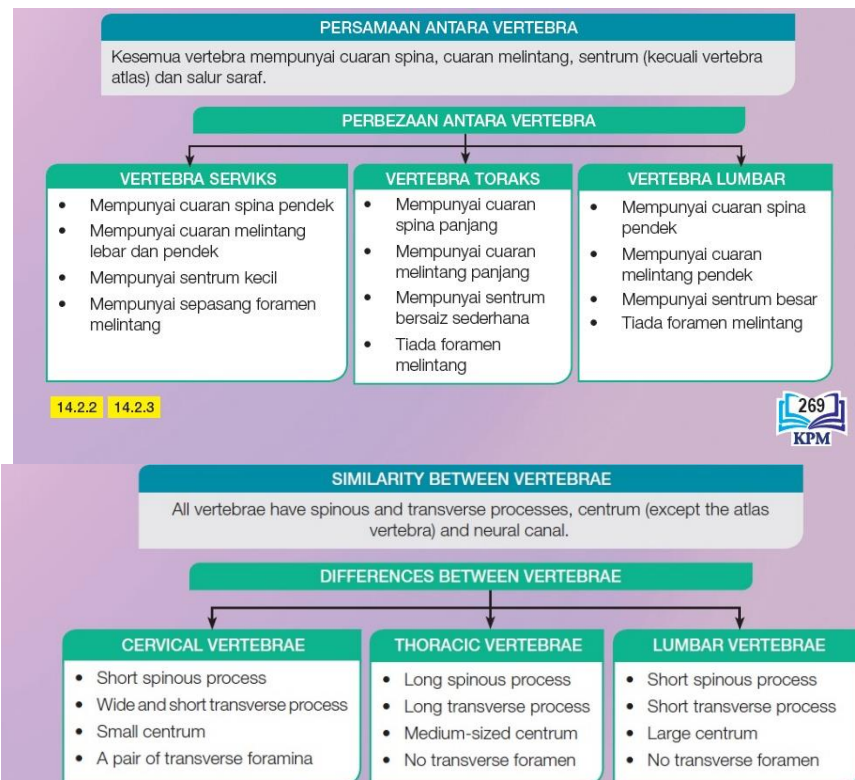 PERSAMAAN ANTARA VERTEBRA
Kesemua vertebra mempunyai cuaran spina, cuaran melintang, sentrum (kecuali vertebra
atlas) dan salur saraf.
PERBEZAAN ANTARA VERTEBRA
VERTEBRA SERVIKS
• Mempunyai cuaran spina pendek
• Mempunyai cuaran melintang
lebar dan pendek
• Mempunyai sentrum kecil
• Mempunyai sepasang foramen
melintang
VERTEBRA TORAKS
• Mempunyai cuaran
spina panjang
• Mempunyai cuaran
melintang panjang
• Mempunyai sentrum
bersaiz sederhana
• Tiada foramen
melintang
VERTEBRA LUMBAR
• Mempunyai cuaran spina
pendek
• Mempunyai cuaran
melintang pendek
• Mempunyai sentrum besar
• Tiada foramen melintang
14.2.2 14.2.3
269
KPM
SIMILARITY BETWEEN VERTEBRAE
All vertebrae have spinous and transverse processes, centrum (except the atlas
vertebra) and neural canal.
DIFFERENCES BETWEEN VERTEBRAE
CERVICAL VERTEBRAE
• Short spinous process
• Wide and short transverse process
• Small centrum
• A pair of transverse foramina
THORACIC VERTEBRAE
• Long spinous process
• Long transverse process
• Medium-sized centrum
• No transverse foramen
LUMBAR VERTEBRAE
• Short spinous process
• Short transverse process
• Large centrum
• No transverse foramen